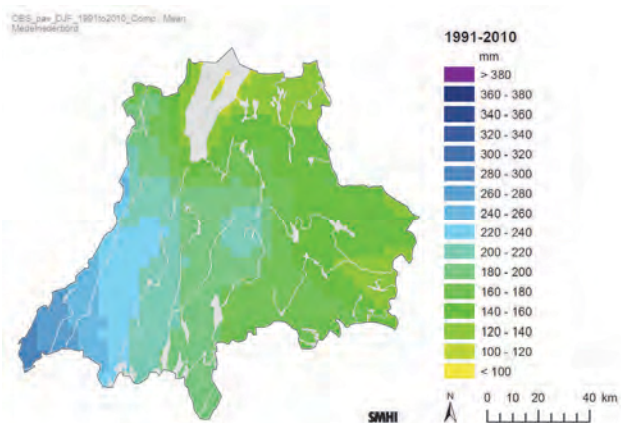 OBS_pav_DJF_1991to2010_Comp : Mean
Medelnederbörd
1991-2010
mm
> 380
360 - 380
340 - 360
320 - 340
300 - 320
280 - 300
260 - 280
240 - 260
220 - 240
200 - 220
180 - 200
160 - 180
140 - 160
120 - 140
100 - 120
< 100
N
0 10 20 40 km
SMHI